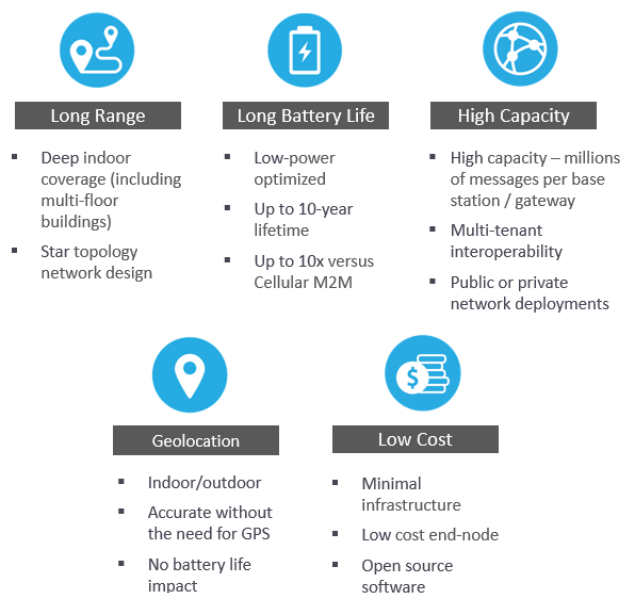 Long Range
▪ Deep indoor
coverage (including
multi-floor
buildings)
▪ Star topology
network design
Long Battery Life
▪ Low-power
optimized
▪ Up to 10-year
lifetime
▪ Up to 10x versus
Cellular M2M
High Capacity
▪ High capacity – millions
of messages per base
station / gateway
▪ Multi-tenant
interoperability
▪ Public or private
network deployments
Geolocation
▪ Indoor/outdoor
▪ Accurate without
the need for GPS
▪ No battery life
impact
$
Low Cost
▪ Minimal
infrastructure
▪ Low cost end-node
▪ Open source
software